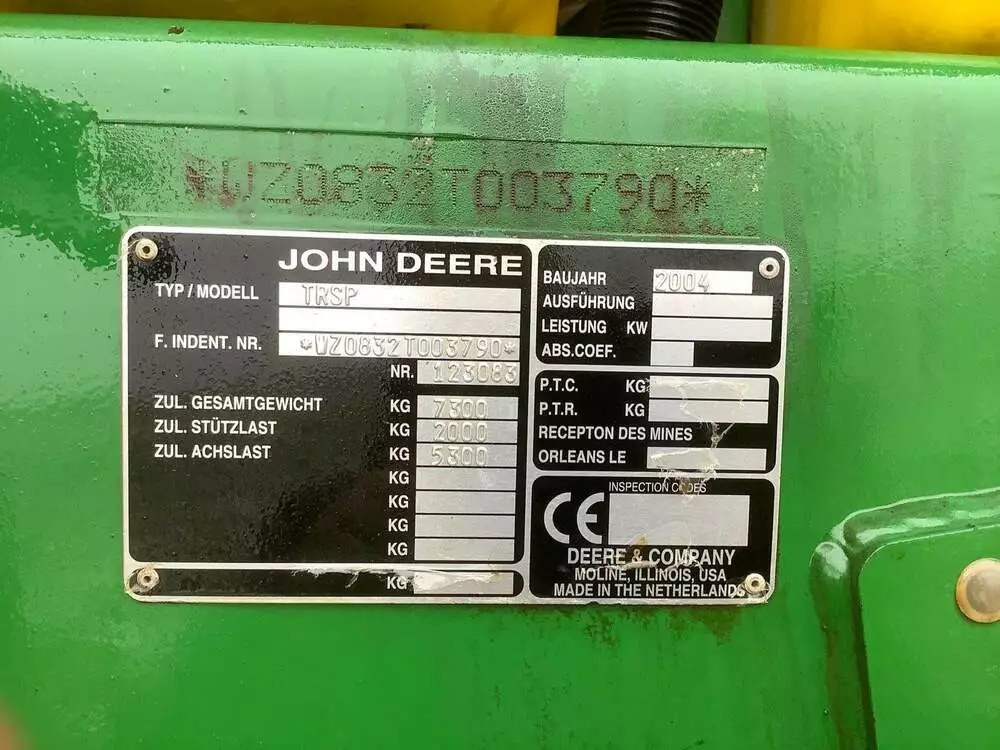 *WZ0832T003790*
JOHN DEERE
TYP / MODELL TRSP
F. INDENT. NR. *WZ0832T003790*
NR. 123083
ZUL. GESAMTGEWICHT KG 7300
ZUL. STÜTZLAST KG 2000
ZUL. ACHSLAST KG 5300
KG
KG
KG
KG
KG
BAUJAHR 2004
AUSFÜHRUNG
LEISTUNG KW
ABS.COEF.
P.T.C. KG
P.T.R. KG
RECEPTON DES MINES
ORLEANS LE
INSPECTION CODES
CE
DEERE & COMPANY
MOLINE, ILLINOIS, USA
MADE IN THE NETHERLANDS